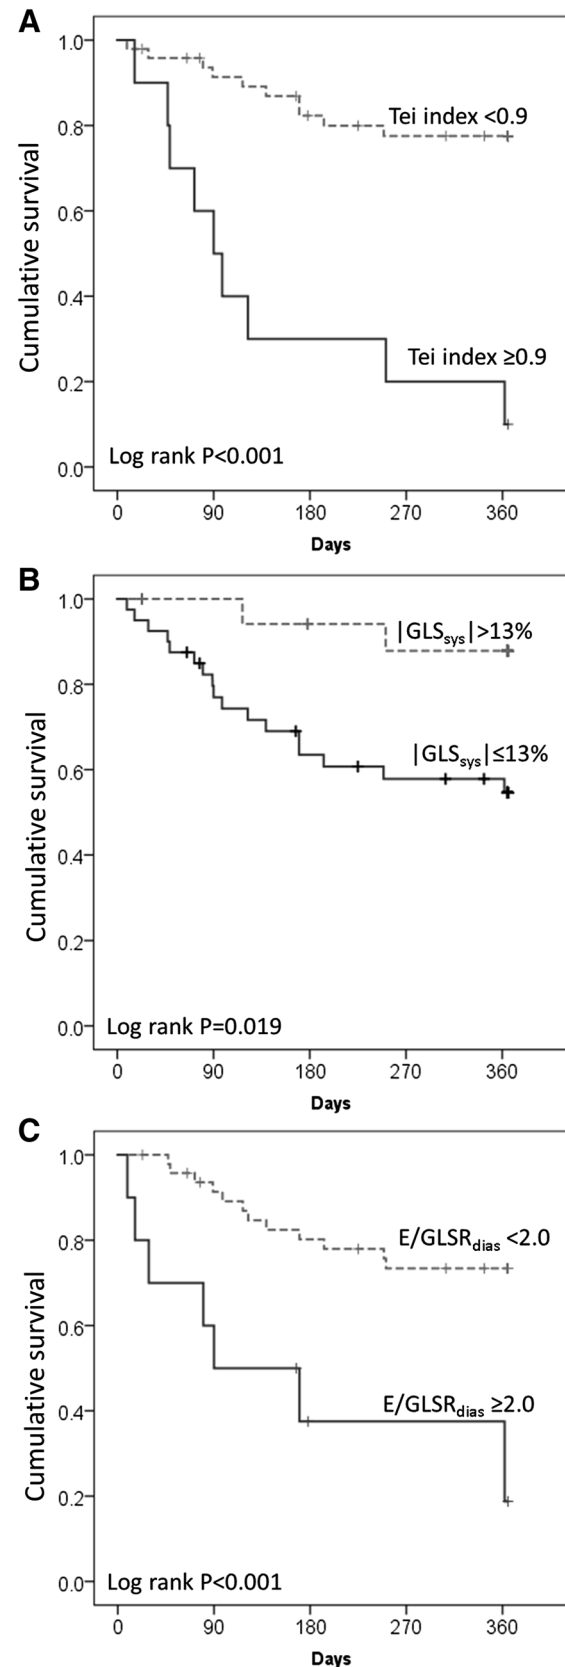 A
Cumulative survival
1.0
0.8
0.6
0.4
0.2
0.0
Tei index <0.9
Tei index ≥0.9
Log rank P<0.001
0 90 180 270 360
Days
B
Cumulative survival
1.0
0.8
0.6
0.4
0.2
0.0
|GLSsys|>13%
|GLSsys|≤13%
Log rank P=0.019
0 90 180 270 360
Days
C
Cumulative survival
1.0
0.8
0.6
0.4
0.2
0.0
E/GLSRdias <2.0
E/GLSRdias ≥2.0
Log rank P<0.001
0 90 180 270 360
Days